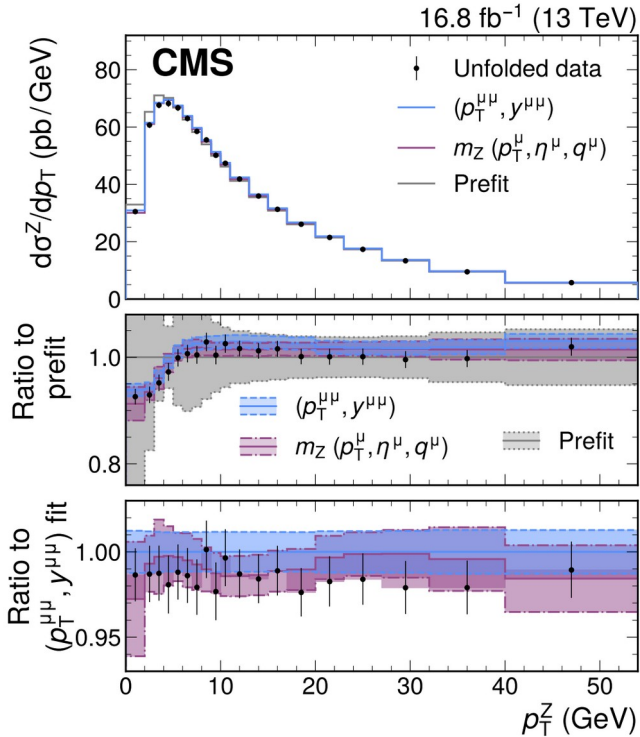 16.8 fb⁻¹ (13 TeV)
CMS
Unfolded data
(p_T^μμ, y^μμ)
m_Z (p_T^μ, η^μ, q^μ)
Prefit
dσ^Z/dp_T (pb/GeV)
80
60
40
20
0
Ratio to
prefit
1.0
0.8
(p_T^μμ, y^μμ)
m_Z (p_T^μ, η^μ, q^μ)
Prefit
Ratio to
(p_T^μμ, y^μμ) fit
1.00
0.95
0 10 20 30 40 50
p_T^Z (GeV)